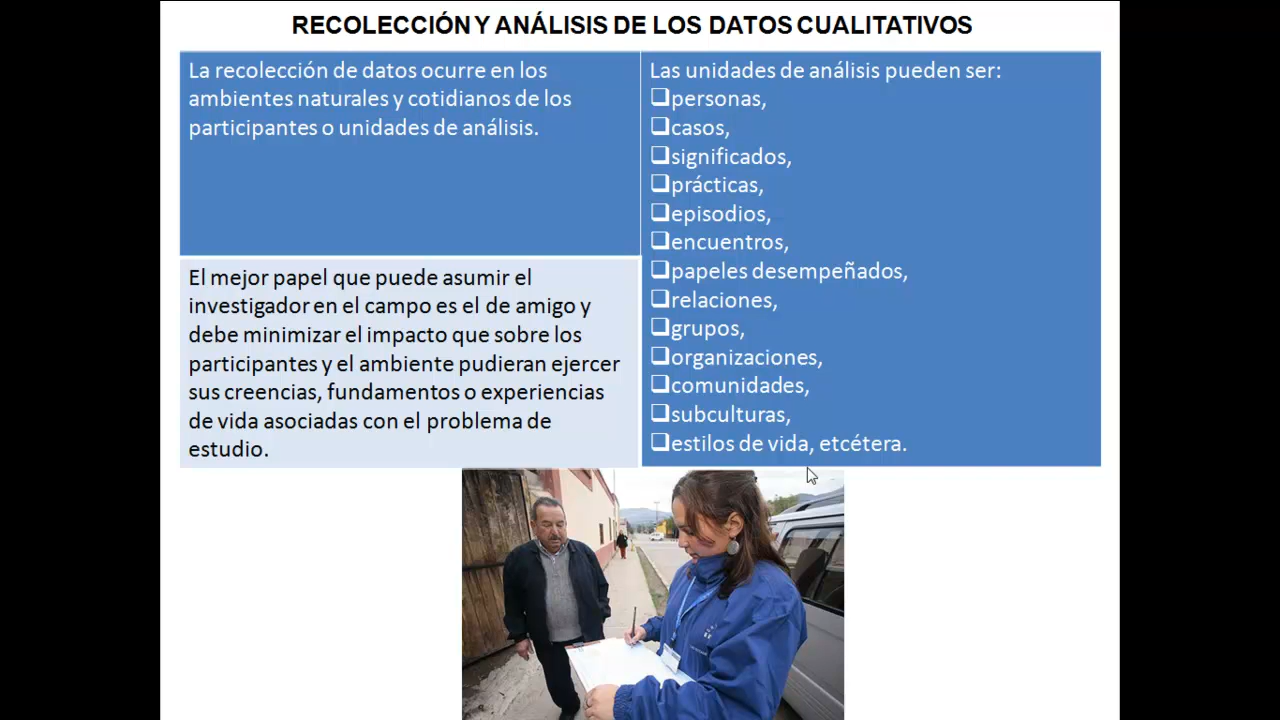 RECOLECCIÓN Y ANÁLISIS DE LOS DATOS CUALITATIVOS
La recolección de datos ocurre en los
ambientes naturales y cotidianos de los
participantes o unidades de análisis.
El mejor papel que puede asumir el
investigador en el campo es el de amigo y
debe minimizar el impacto que sobre los
participantes y el ambiente pudieran ejercer
sus creencias, fundamentos o experiencias
de vida asociadas con el problema de
estudio.
Las unidades de análisis pueden ser:
❑personas,
❑casos,
❑significados,
❑prácticas,
❑episodios,
❑encuentros,
❑papeles desempeñados,
❑relaciones,
❑grupos,
❑organizaciones,
❑comunidades,
❑subculturas,
❑estilos de vida, etcétera.